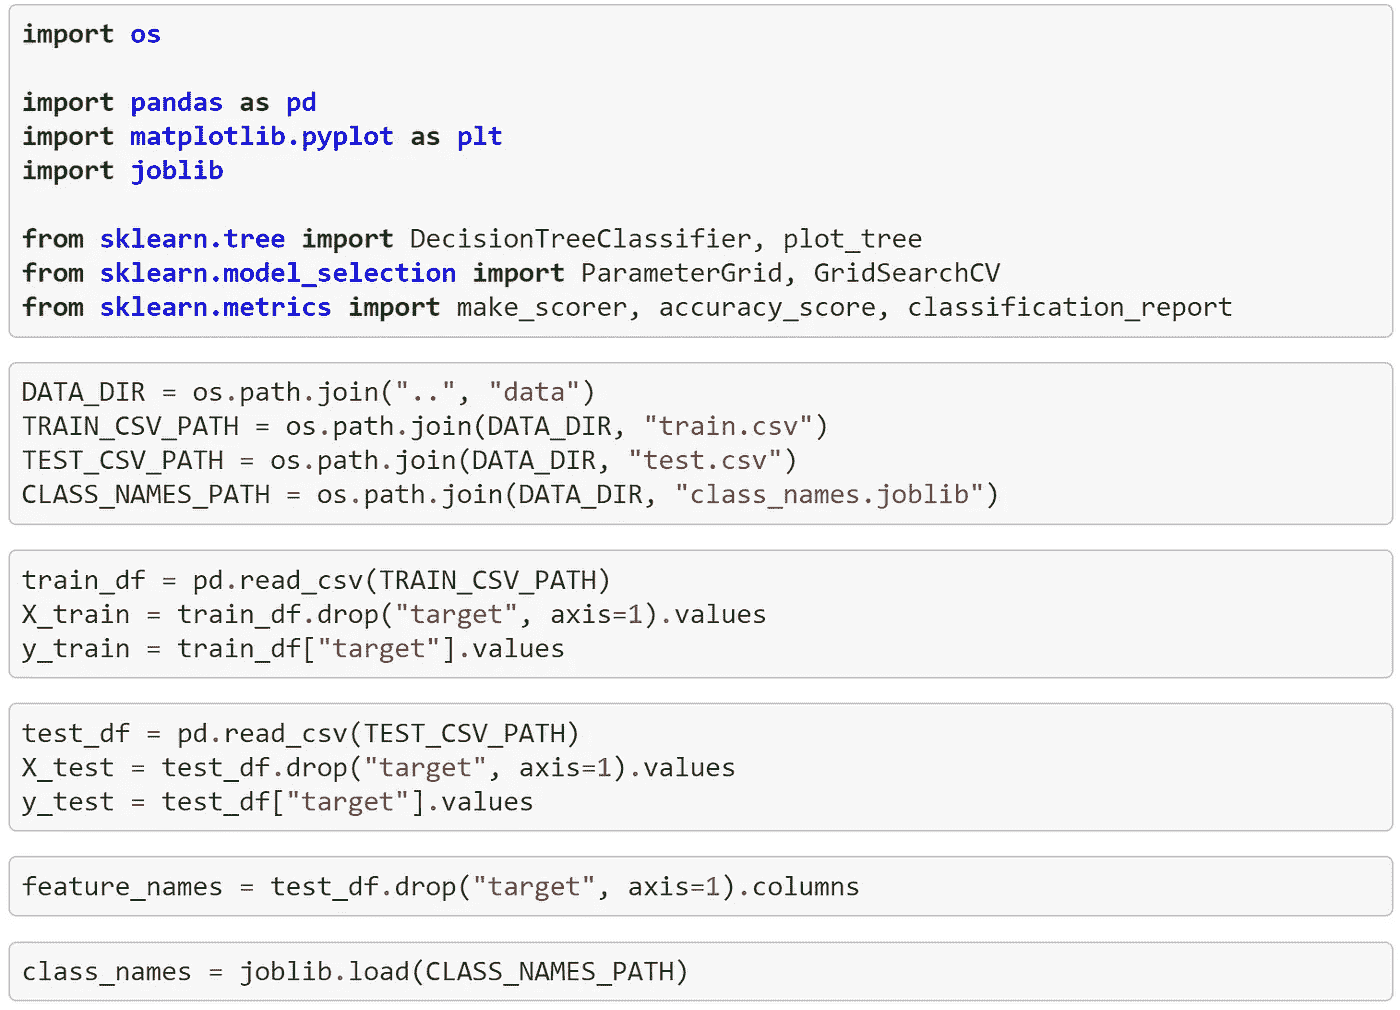 import os
import pandas as pd
import matplotlib.pyplot as plt
import joblib
from sklearn.tree import DecisionTreeClassifier, plot_tree
from sklearn.model_selection import ParameterGrid, GridSearchCV
from sklearn.metrics import make_scorer, accuracy_score, classification_report
DATA_DIR = os.path.join("..", "data")
TRAIN_CSV_PATH = os.path.join(DATA_DIR, "train.csv")
TEST_CSV_PATH = os.path.join(DATA_DIR, "test.csv")
CLASS_NAMES_PATH = os.path.join(DATA_DIR, "class_names.joblib")
train_df = pd.read_csv(TRAIN_CSV_PATH)
X_train = train_df.drop("target", axis=1).values
y_train = train_df["target"].values
test_df = pd.read_csv(TEST_CSV_PATH)
X_test = test_df.drop("target", axis=1).values
y_test = test_df["target"].values
feature_names = test_df.drop("target", axis=1).columns
class_names = joblib.load(CLASS_NAMES_PATH)